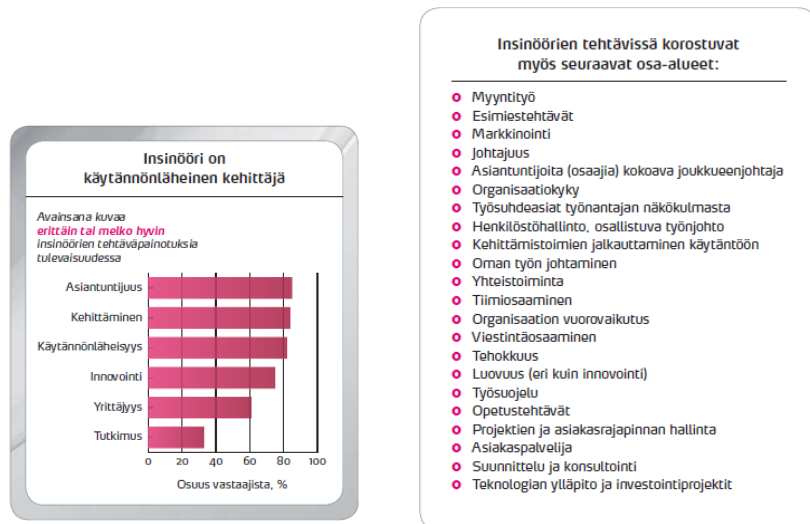 Insinööri on
käytännönläheinen kehittäjä
Avainsana kuvaa
erittäin tai melko hyvin
insinöörien tehtäväpainotuksia
tulevaisuudessa
Asiantuntijuus
Kehittäminen
Käytännönläheisyys
Innovointi
Yrittäjyys
Tutkimus
0 20 40 60 80 100
Osuus vastaajista, %
Insinöörien tehtävissä korostuvat
myös seuraavat osa-alueet:
Myyntityö
Esimiestehtävät
Markkinointi
Johtajuus
Asiantuntijoita (osaajia) kokoava joukkueenjohtaja
Organisaatiokyky
Työsuhdeasiat työnantajan näkökulmasta
Henkilöstöhallinto, osallistuva työnjohto
Kehittämistoimien jalkauttaminen käytäntöön
Oman työn johtaminen
Yhteistoiminta
Tiimiosaaminen
Organisaation vuorovaikutus
Viestintäosaaminen
Tehokkuus
Luovuus (eri kuin innovointi)
Työsuojelu
Opetustehtävät
Projektien ja asiakasrajapinnan hallinta
Asiakaspalvelija
Suunnittelu ja konsultointi
Teknologian ylläpito ja investointiprojektit